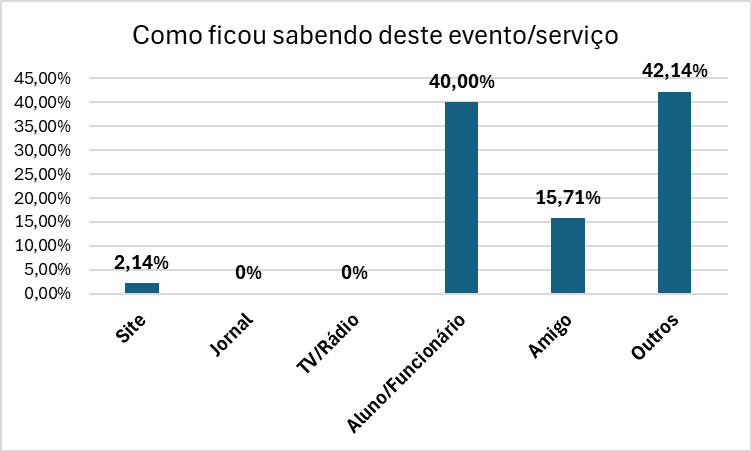 Como ficou sabendo deste evento/serviço
45,00%
40,00%
35,00%
30,00%
25,00%
20,00%
15,00%
10,00%
5,00%
0,00%
2,14%
0%
0%
40,00%
15,71%
42,14%
Site
Jornal
TV/Rádio
Aluno/Funcionário
Amigo
Outros